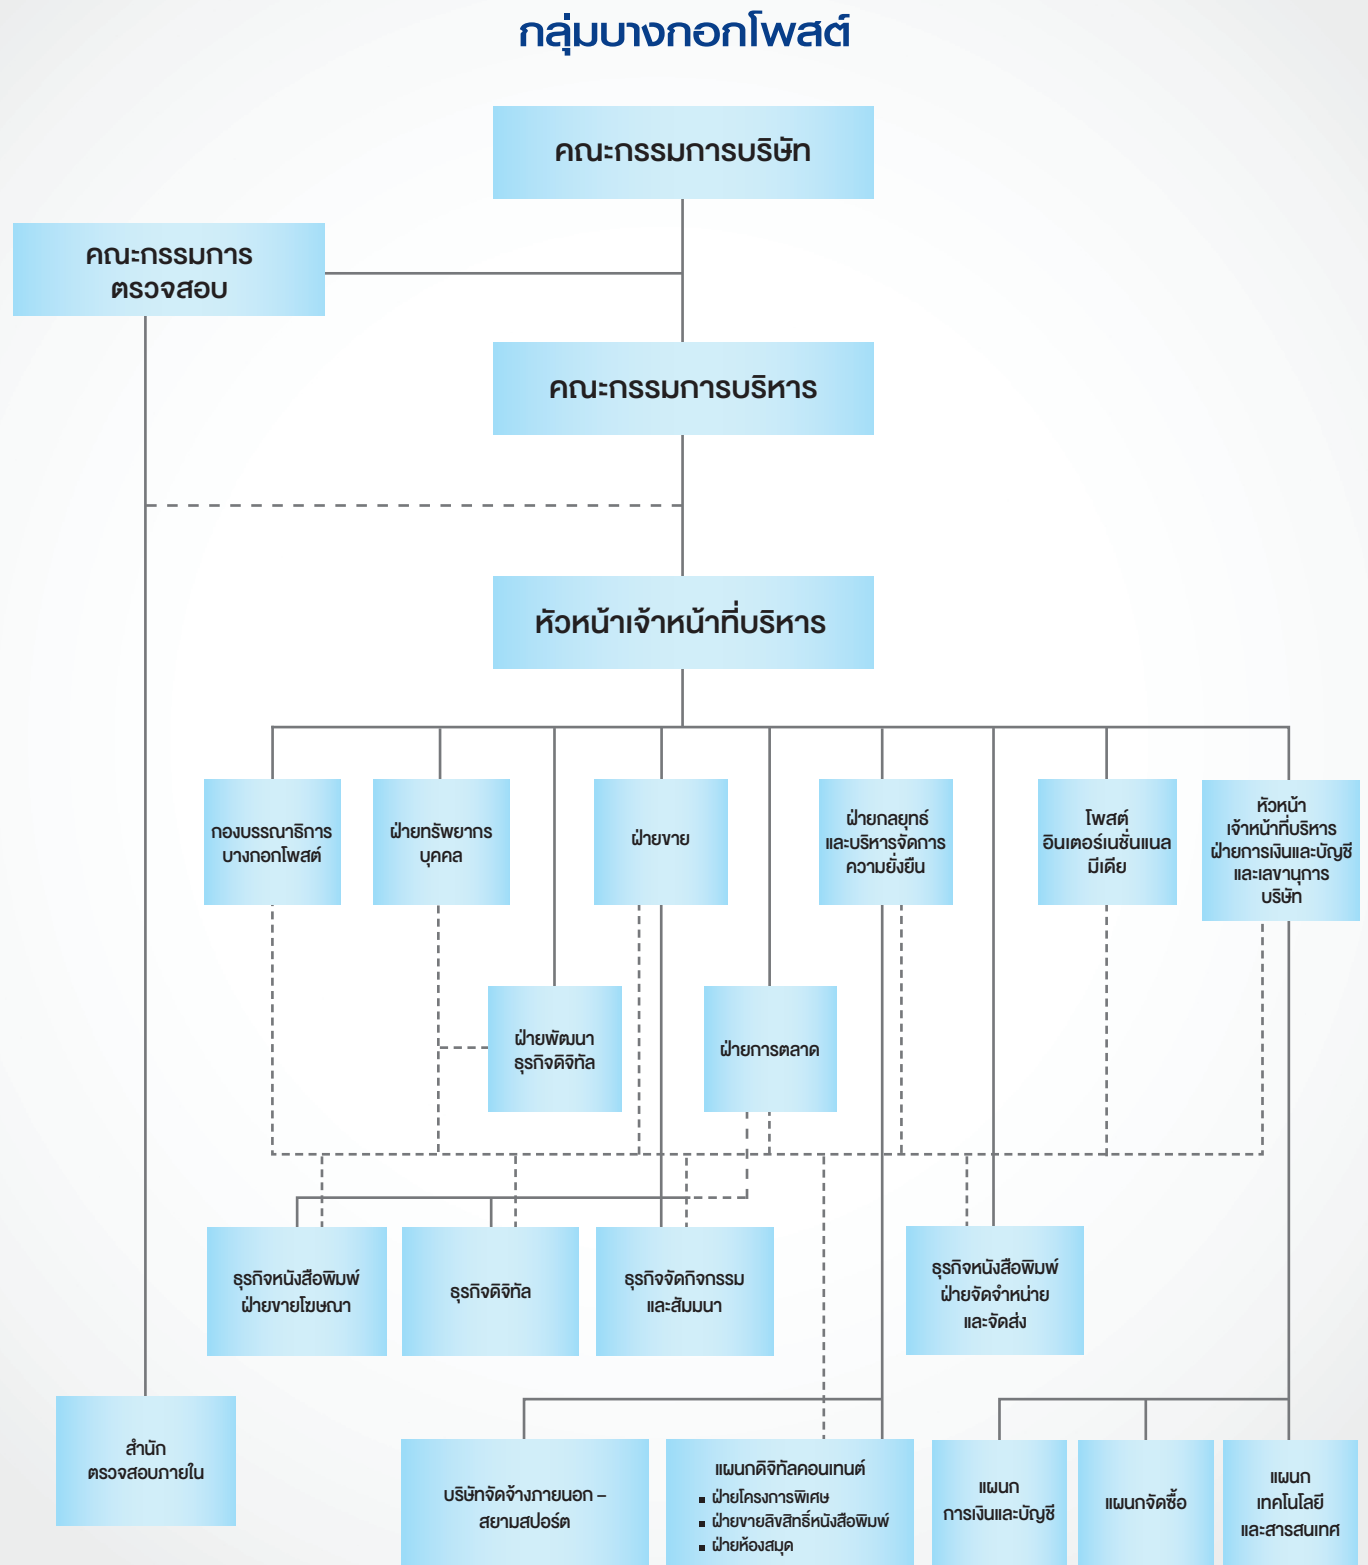 กลุ่มบางกอกโพสต์
คณะกรรมการบริษัท
คณะกรรมการ
ตรวจสอบ
คณะกรรมการบริหาร
หัวหน้าเจ้าหน้าที่บริหาร
กองบรรณาธิการ
บางกอกโพสต์
ฝ่ายทรัพยากร
บุคคล
ฝ่ายขาย
ฝ่ายกลยุทธ์
และบริหารจัดการ
ความยั่งยืน
โพสต์
อินเตอร์เนชั่นแนล
มีเดีย
หัวหน้า
เจ้าหน้าที่บริหาร
ฝ่ายการเงินและบัญชี
และเลขานุการ
บริษัท
ฝ่ายพัฒนา
ธุรกิจดิจิทัล
ฝ่ายการตลาด
ธุรกิจหนังสือพิมพ์
ฝ่ายขายโฆษณา
ธุรกิจดิจิทัล
ธุรกิจจัดกิจกรรม
และสัมมนา
ธุรกิจหนังสือพิมพ์
ฝ่ายจัดจำหน่าย
และจัดส่ง
สำนัก
ตรวจสอบภายใน
บริษัทจัดจ้างภายนอก –
สยามสปอร์ต
แผนกดิจิทัลคอนเทนต์
▪ ฝ่ายโครงการพิเศษ
▪ ฝ่ายขายลิขสิทธิ์หนังสือพิมพ์
▪ ฝ่ายห้องสมุด
แผนก
การเงินและบัญชี
แผนกจัดซื้อ
แผนก
เทคโนโลยี
และสารสนเทศ